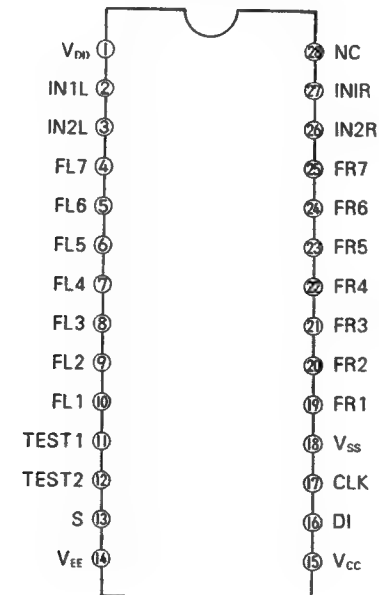 V_DD ① ㉘ NC
IN1L ② ㉗ INIR
IN2L ③ ㉖ IN2R
FL7 ④ ㉕ FR7
FL6 ⑤ ㉔ FR6
FL5 ⑥ ㉓ FR5
FL4 ⑦ ㉒ FR4
FL3 ⑧ ㉑ FR3
FL2 ⑨ ⑳ FR2
FL1 ⑩ ⑲ FR1
TEST1 ⑪ ⑱ Vss
TEST2 ⑫ ⑰ CLK
S ⑬ ⑯ DI
V_EE ⑭ ⑮ Vcc